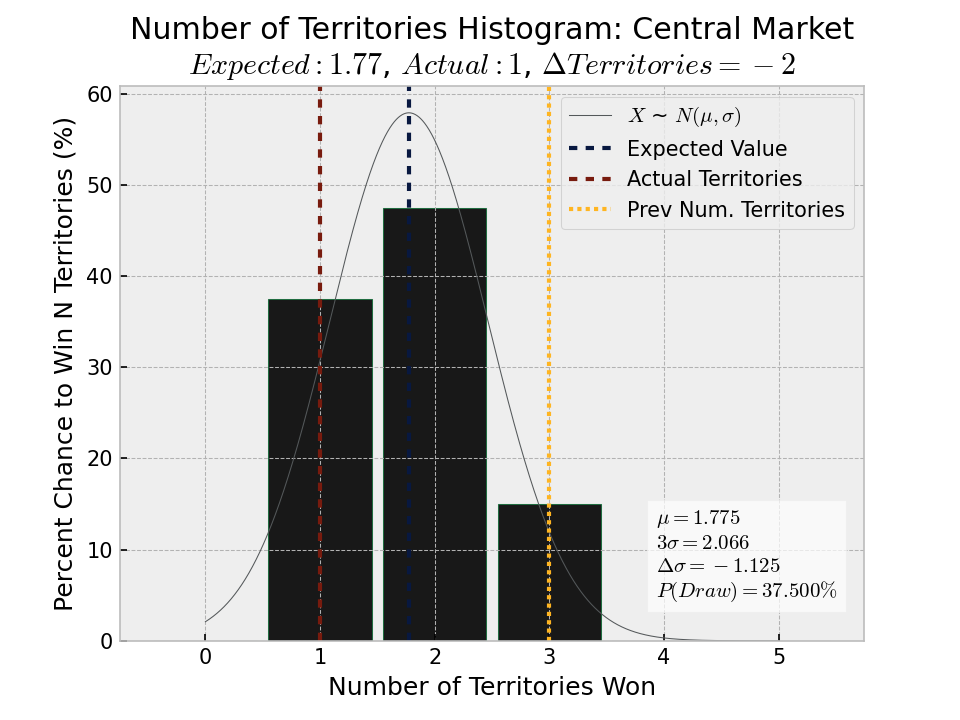 Number of Territories Histogram: Central Market
Expected : 1.77, Actual : 1, ΔTerritories = −2
Percent Chance to Win N Territories (%)
60
50
40
30
20
10
0
X ~ N(μ, σ)
Expected Value
Actual Territories
Prev Num. Territories
μ = 1.775
3σ = 2.066
Δσ = −1.125
P(Draw) = 37.500%
0 1 2 3 4 5
Number of Territories Won